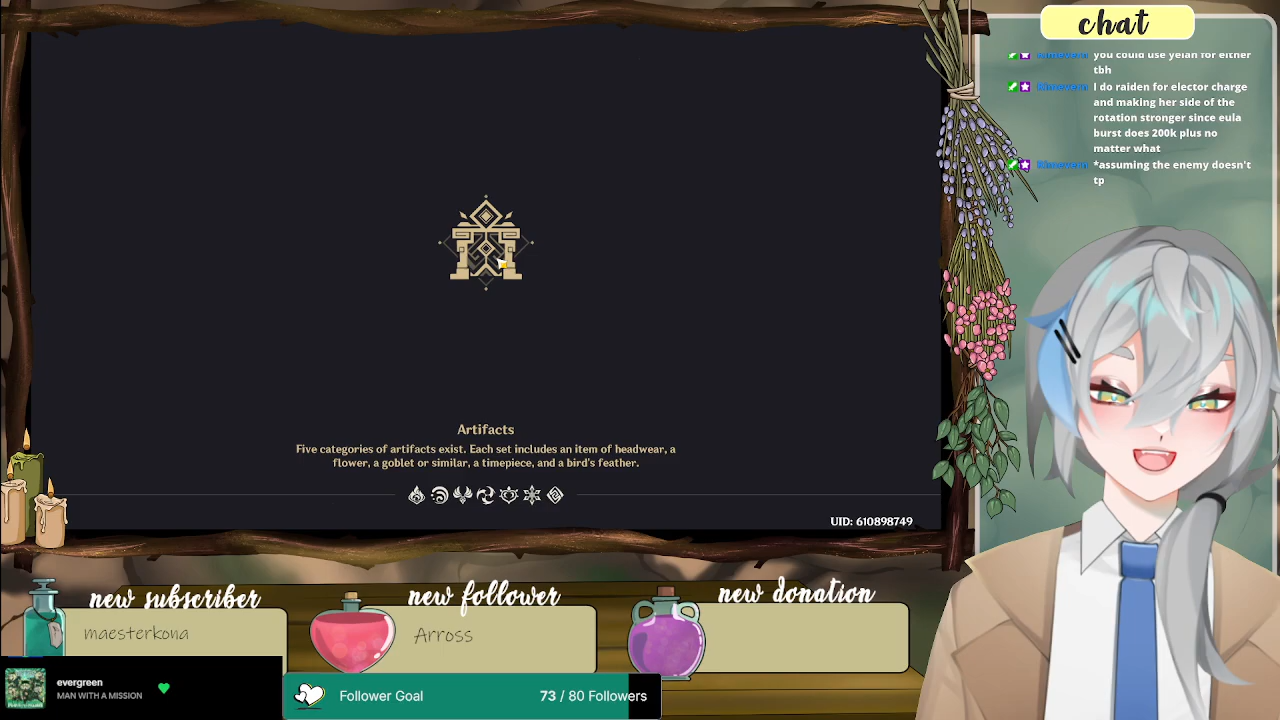 chat
you could use yelan for either
tbh
I do raiden for elector charge
and making her side of the
rotation stronger since eula
burst does 200k plus no
matter what
*assuming the enemy doesn't
tp
Artifacts
Five categories of artifacts exist. Each set includes an item of headwear, a
flower, a goblet or similar, a timepiece, and a bird's feather.
UID: 610898749
new subscriber
maesterkona
new follower
Arross
new donation
evergreen
MAN WITH A MISSION
Follower Goal
73 / 80 Followers